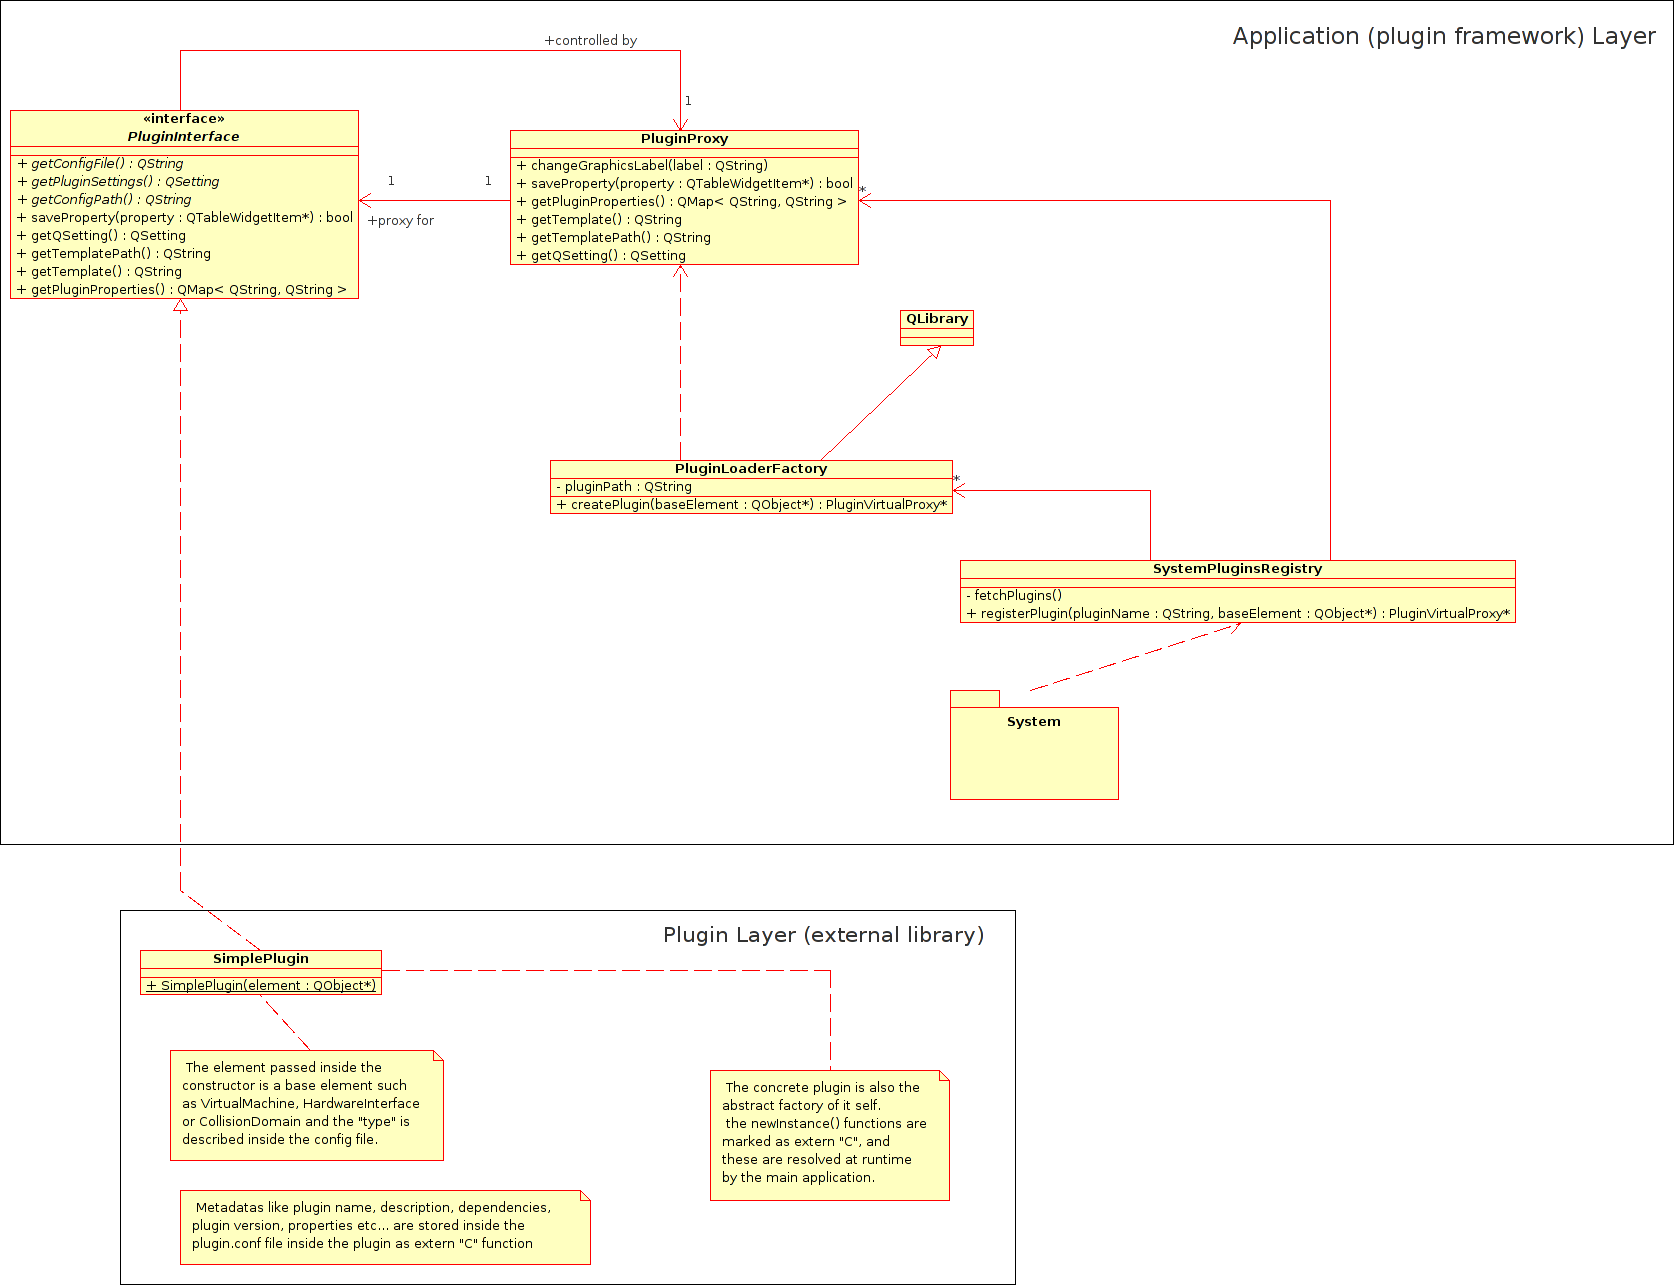 Application (plugin framework) Layer
+controlled by
1
«interface»
PluginInterface
+ getConfigFile() : QString
+ getPluginSettings() : QSetting
+ getConfigPath() : QString
+ saveProperty(property : QTableWidgetItem*) : bool
+ getQSetting() : QSetting
+ getTemplatePath() : QString
+ getTemplate() : QString
+ getPluginProperties() : QMap< QString, QString >
1
1
+proxy for
PluginProxy
+ changeGraphicsLabel(label : QString)
+ saveProperty(property : QTableWidgetItem*) : bool
+ getPluginProperties() : QMap< QString, QString >
+ getTemplate() : QString
+ getTemplatePath() : QString
+ getQSetting() : QSetting
*
QLibrary
PluginLoaderFactory
- pluginPath : QString
+ createPlugin(baseElement : QObject*) : PluginVirtualProxy*
*
SystemPluginsRegistry
- fetchPlugins()
+ registerPlugin(pluginName : QString, baseElement : QObject*) : PluginVirtualProxy*
System
Plugin Layer (external library)
SimplePlugin
+ SimplePlugin(element : QObject*)
The element passed inside the
constructor is a base element such
as VirtualMachine, HardwareInterface
or CollisionDomain and the "type" is
described inside the config file.
The concrete plugin is also the
abstract factory of it self.
the newInstance() functions are
marked as extern "C", and
these are resolved at runtime
by the main application.
Metadatas like plugin name, description, dependencies,
plugin version, properties etc... are stored inside the
plugin.conf file inside the plugin as extern "C" function